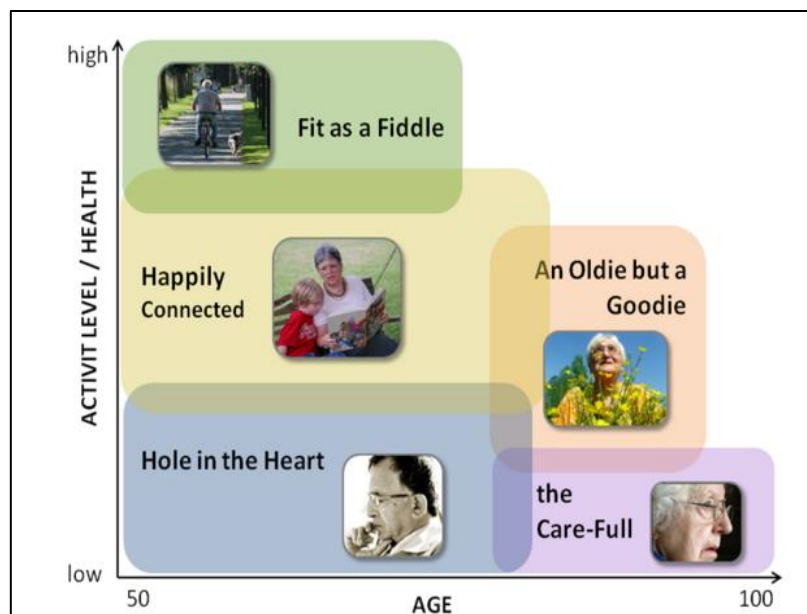 high
Fit as a Fiddle
ACTIVIT LEVEL / HEALTH
Happily
Connected
An Oldie but a
Goodie
Hole in the Heart
the
Care-Full
low
50
AGE
100